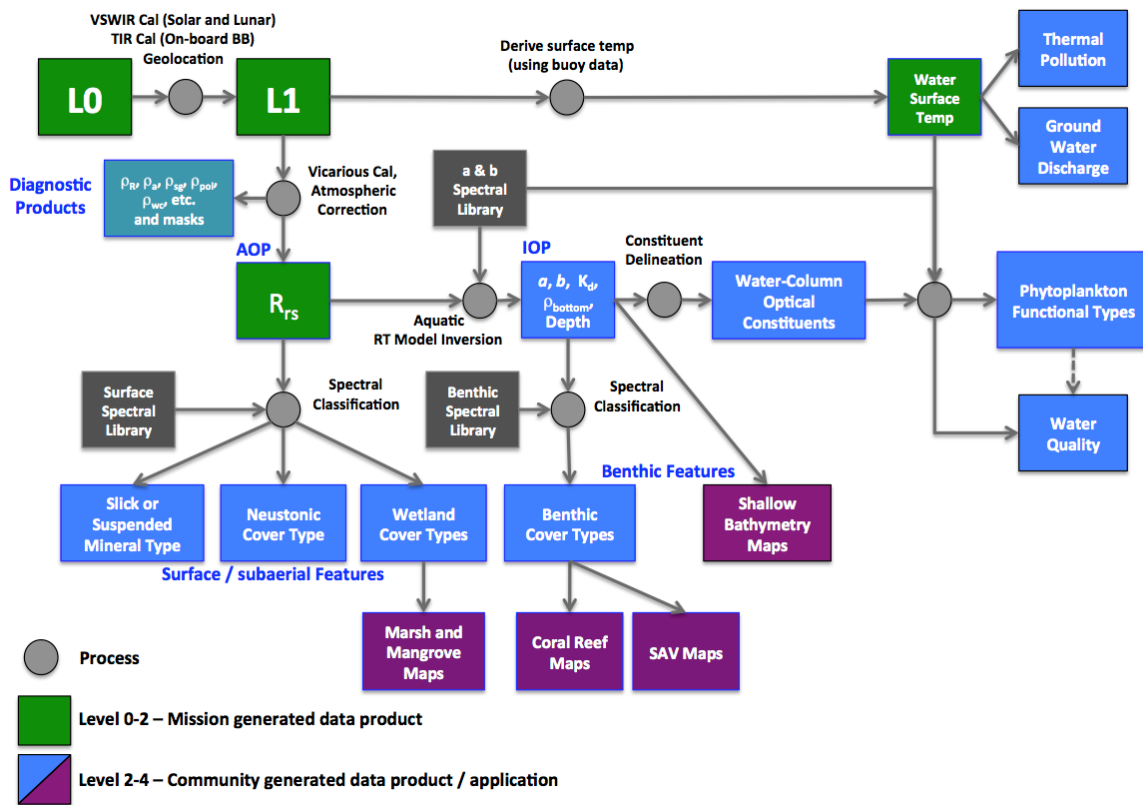 VSWIR Cal (Solar and Lunar)
TIR Cal (On-board BB)
Geolocation
L0
L1
Derive surface temp
(using buoy data)
Water
Surface
Temp
Thermal
Pollution
Ground
Water
Discharge
Diagnostic
Products
ρR, ρa, ρsg, ρpol,
ρwc, etc.
and masks
Vicarious Cal,
Atmospheric
Correction
a & b
Spectral
Library
AOP
Rrs
Aquatic
RT Model Inversion
IOP
a, b, Kd,
ρbottom,
Depth
Constituent
Delineation
Water-Column
Optical
Constituents
Phytoplankton
Functional Types
Water
Quality
Surface
Spectral
Library
Spectral
Classification
Benthic
Spectral
Library
Spectral
Classification
Benthic Features
Slick or
Suspended
Mineral Type
Neustonic
Cover Type
Wetland
Cover Types
Benthic
Cover Types
Shallow
Bathymetry
Maps
Surface / subaerial Features
Marsh and
Mangrove
Maps
Coral Reef
Maps
SAV Maps
Process
Level 0-2 – Mission generated data product
Level 2-4 – Community generated data product / application